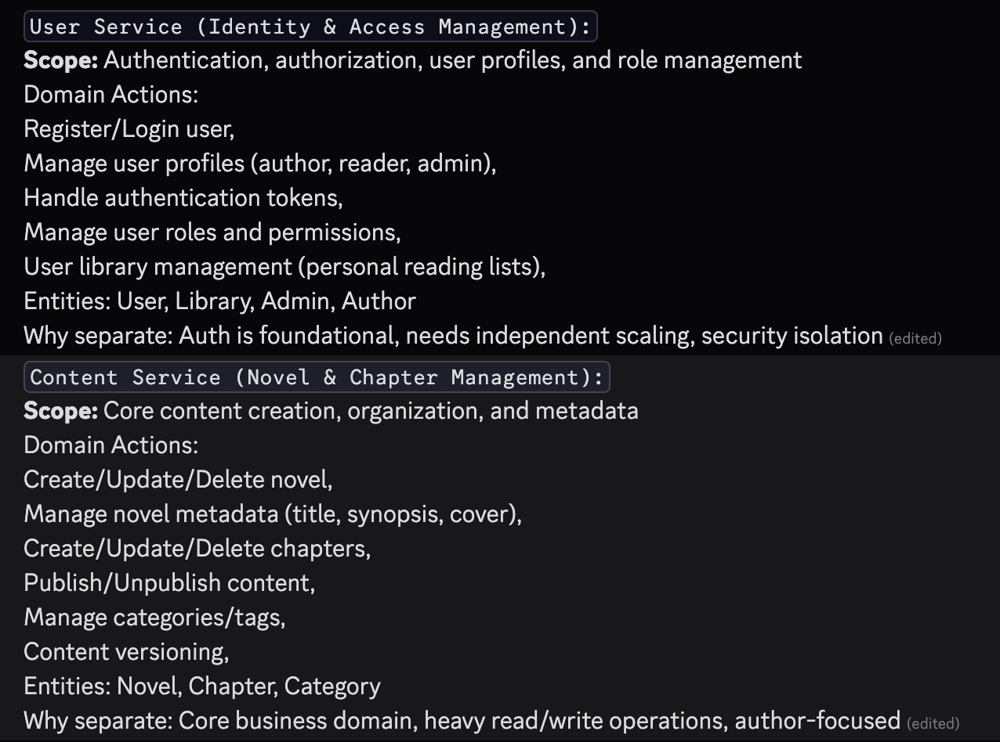 User Service (Identity & Access Management):
Scope: Authentication, authorization, user profiles, and role management
Domain Actions:
Register/Login user,
Manage user profiles (author, reader, admin),
Handle authentication tokens,
Manage user roles and permissions,
User library management (personal reading lists),
Entities: User, Library, Admin, Author
Why separate: Auth is foundational, needs independent scaling, security isolation (edited)
Content Service (Novel & Chapter Management):
Scope: Core content creation, organization, and metadata
Domain Actions:
Create/Update/Delete novel,
Manage novel metadata (title, synopsis, cover),
Create/Update/Delete chapters,
Publish/Unpublish content,
Manage categories/tags,
Content versioning,
Entities: Novel, Chapter, Category
Why separate: Core business domain, heavy read/write operations, author-focused (edited)